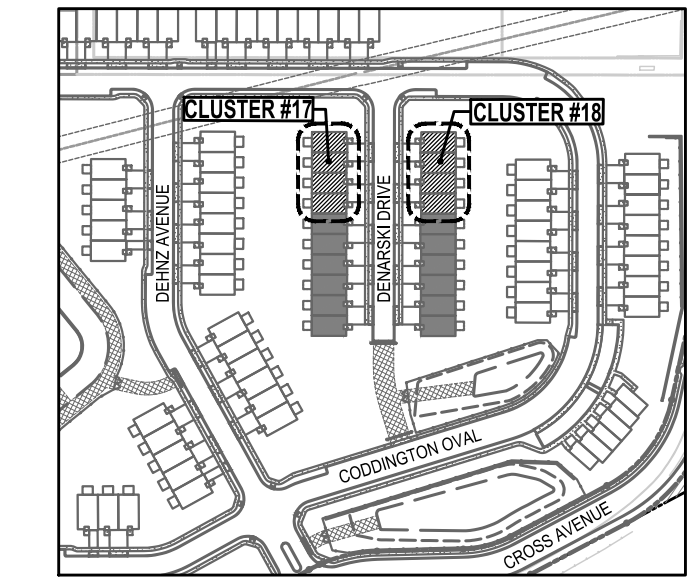 CLUSTER #17
CLUSTER #18
DEHNZ AVENUE
DENARSKI DRIVE
CODDINGTON OVAL
CROSS AVENUE